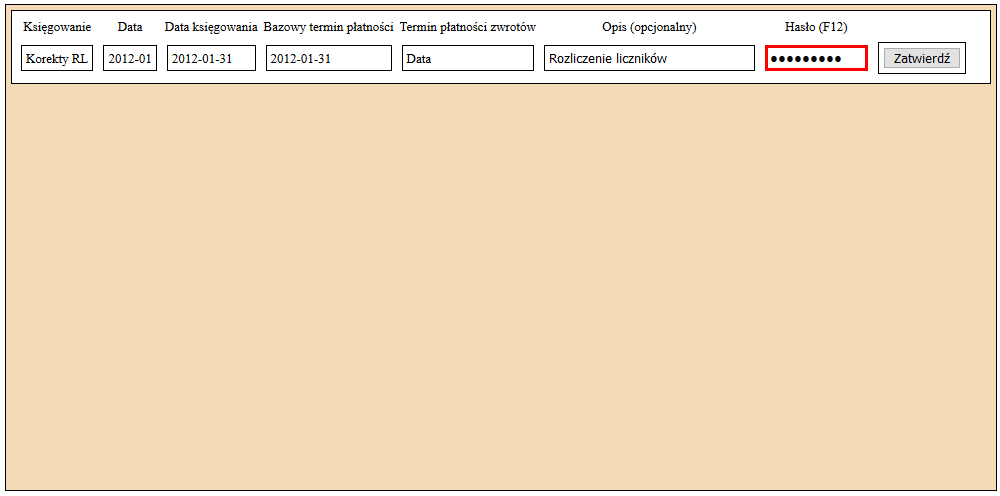 Księgowanie Data Data księgowania Bazowy termin płatności Termin płatności zwrotów Opis (opcjonalny) Hasło (F12)
Korekty RL 2012-01 2012-01-31 2012-01-31 Data Rozliczenie liczników ●●●●●●●●● Zatwierdź